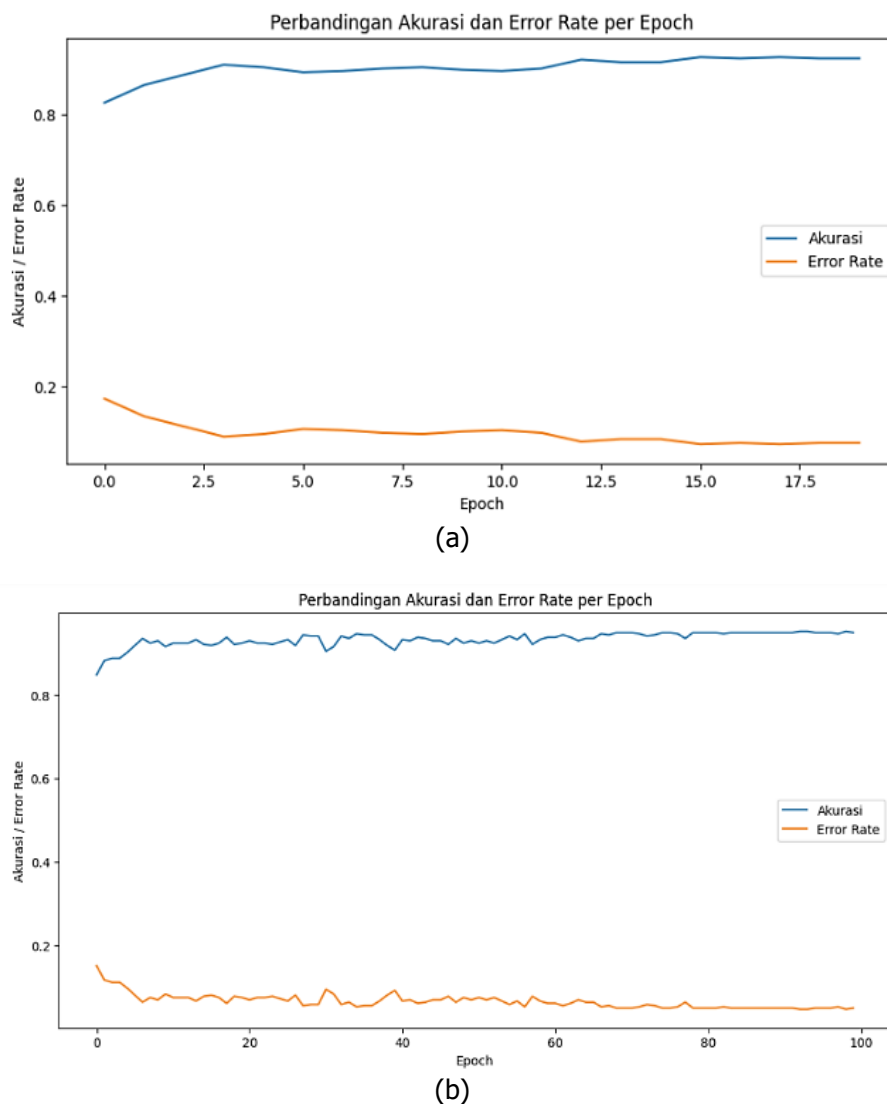 Perbandingan Akurasi dan Error Rate per Epoch
Akurasi / Error Rate
0.8
0.6
0.4
0.2
Akurasi
Error Rate
0.0 2.5 5.0 7.5 10.0 12.5 15.0 17.5
Epoch
(a)
Perbandingan Akurasi dan Error Rate per Epoch
Akurasi / Error Rate
0.8
0.6
0.4
0.2
Akurasi
Error Rate
0 20 40 60 80 100
Epoch
(b)